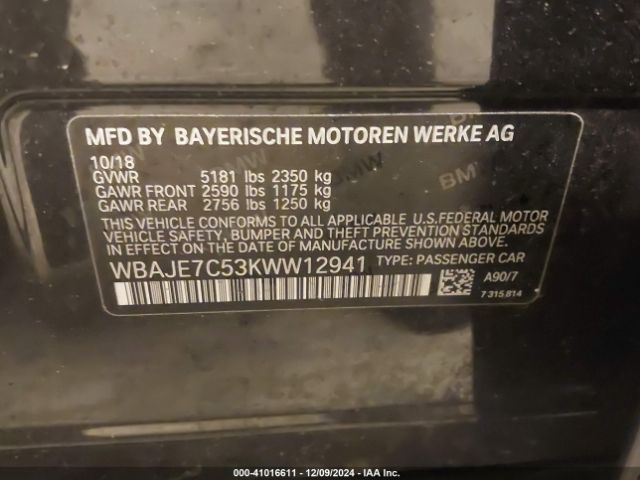 MFD BY BAYERISCHE MOTOREN WERKE AG
10/18
GVWR 5181 lbs 2350 kg
GAWR FRONT 2590 lbs 1175 kg
GAWR REAR 2756 lbs 1250 kg
THIS VEHICLE CONFORMS TO ALL APPLICABLE U.S.FEDERAL MOTOR
VEHICLE SAFETY, BUMPER AND THEFT PREVENTION STANDARDS
IN EFFECT ON THE DATE OF MANUFACTURE SHOWN ABOVE.
WBAJE7C53KWW12941 TYPE: PASSENGER CAR
A90/7
7 315 814
BMW
BMW
000-41016611 - 12/09/2024 - IAA Inc.